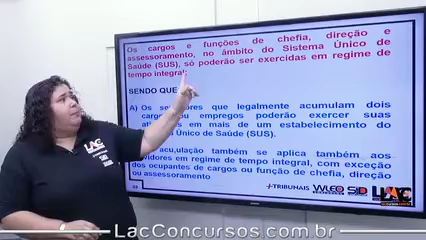 Os cargos e funções de chefia, direção e
assessoramento, no âmbito do Sistema Único de
Saúde (SUS), só poderão ser exercidas em regime de
tempo integral.
SENDO QUE
A) Os servidores que legalmente acumulam dois
cargos ou empregos poderão exercer suas
em mais de um estabelecimento do
Único de Saúde (SUS).
acu,ulação também se aplica também aos
vidores em regime de tempo integral, com exceção
dos ocupantes de cargos ou função de chefia, direção
ou assessoramento
+TRIBUNAIS
LAC
LAC
LacConcursos.com.br